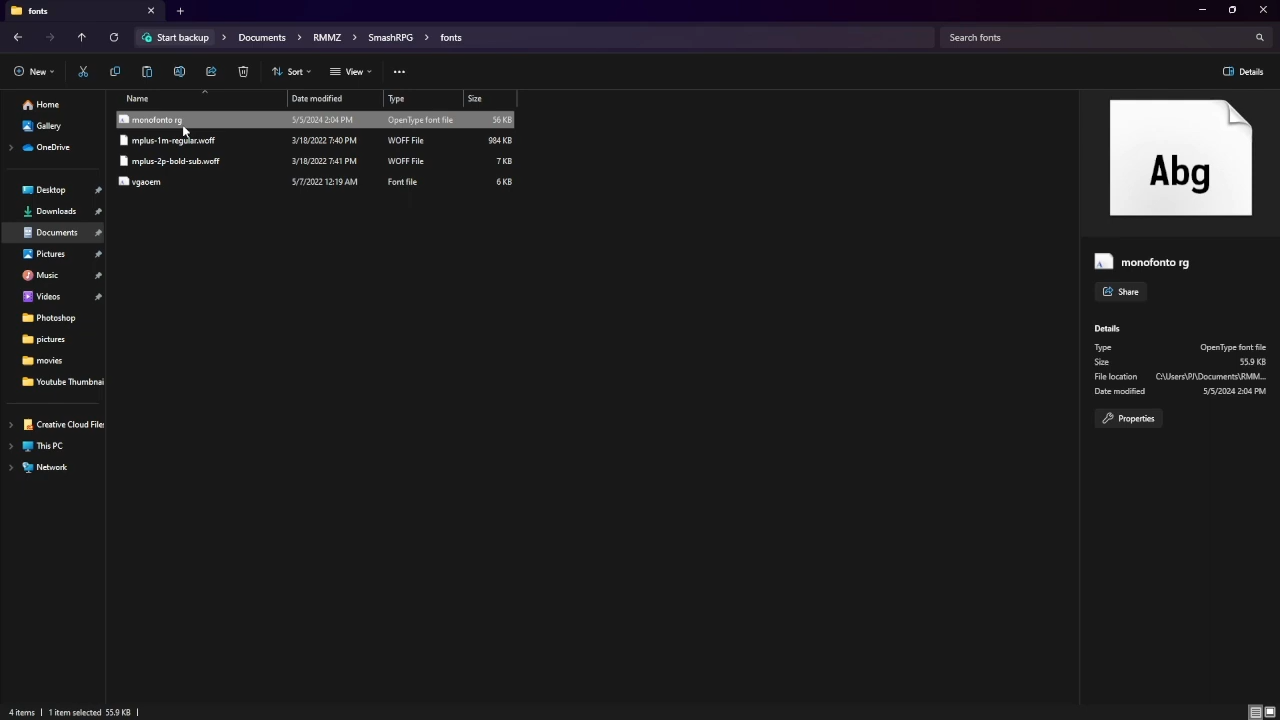 fonts
Start backup > Documents > RMMZ > SmashRPG > fonts
Search fonts
New
Sort
View
Details
Name Date modified Type Size
monofonto rg 5/5/2024 2:04 PM OpenType font file 56 KB
mplus-1m-regular.woff 3/18/2022 7:40 PM WOFF File 984 KB
mplus-2p-bold-sub.woff 3/18/2022 7:41 PM WOFF File 7 KB
vgaoem 5/7/2022 12:19 AM Font file 6 KB
Home
Gallery
OneDrive
Desktop
Downloads
Documents
Pictures
Music
Videos
Photoshop
pictures
movies
Youtube Thumbnai
Creative Cloud Files
This PC
Network
Abg
monofonto rg
Share
Details
Type OpenType font file
Size 55.9 KB
File location C:\Users\PJ\Documents\RMM...
Date modified 5/5/2024 2:04 PM
Properties
4 items | 1 item selected 55.9 KB |